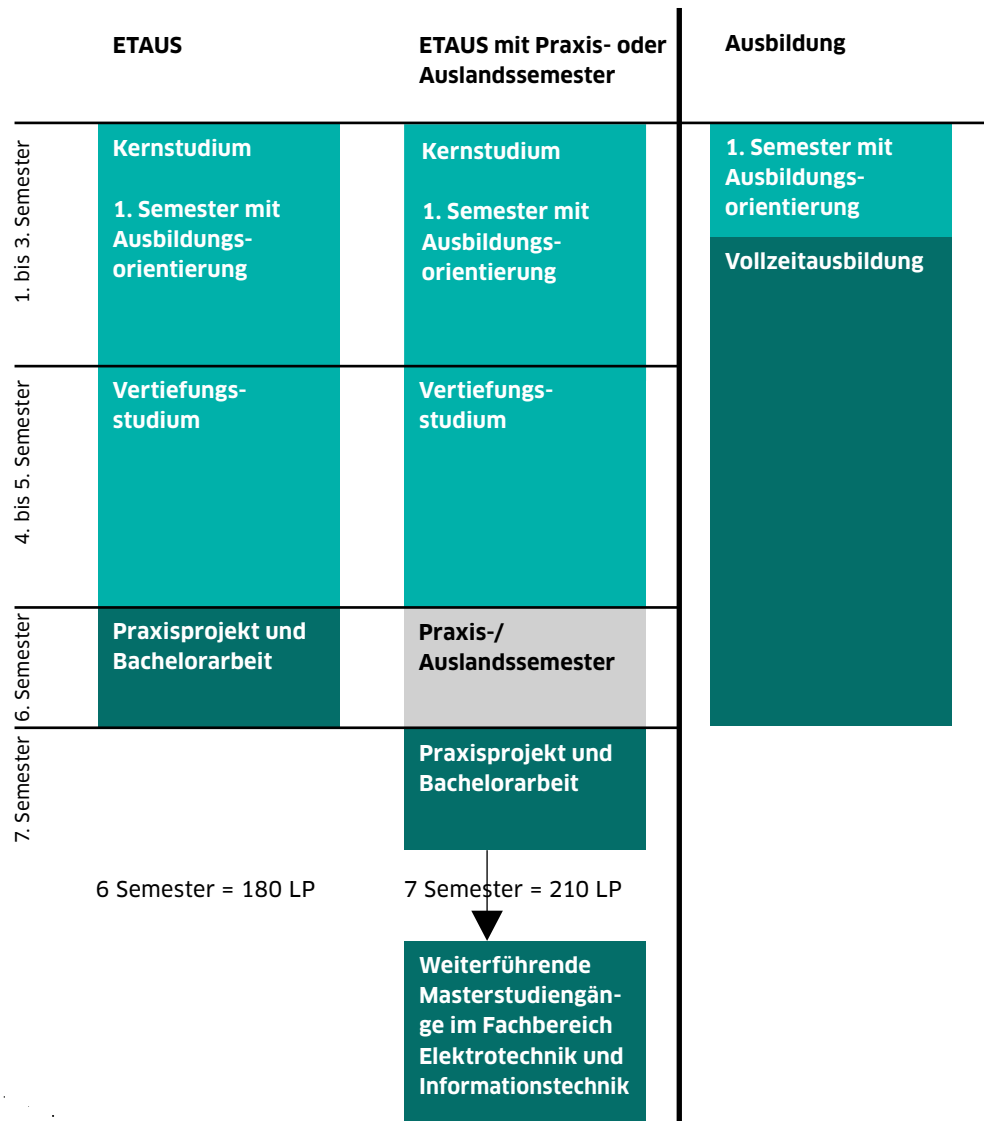 ETAUS
ETAUS mit Praxis- oder
Auslandssemester
Ausbildung
1. bis 3. Semester
Kernstudium
1. Semester mit
Ausbildungs-
orientierung
Kernstudium
1. Semester mit
Ausbildungs-
orientierung
1. Semester mit
Ausbildungs-
orientierung
Vollzeitausbildung
4. bis 5. Semester
Vertiefungs-
studium
Vertiefungs-
studium
6. Semester
Praxisprojekt und
Bachelorarbeit
Praxis-/
Auslandssemester
7. Semester
Praxisprojekt und
Bachelorarbeit
6 Semester = 180 LP
7 Semester = 210 LP
Weiterführende
Masterstudiengän-
ge im Fachbereich
Elektrotechnik und
Informationstechnik